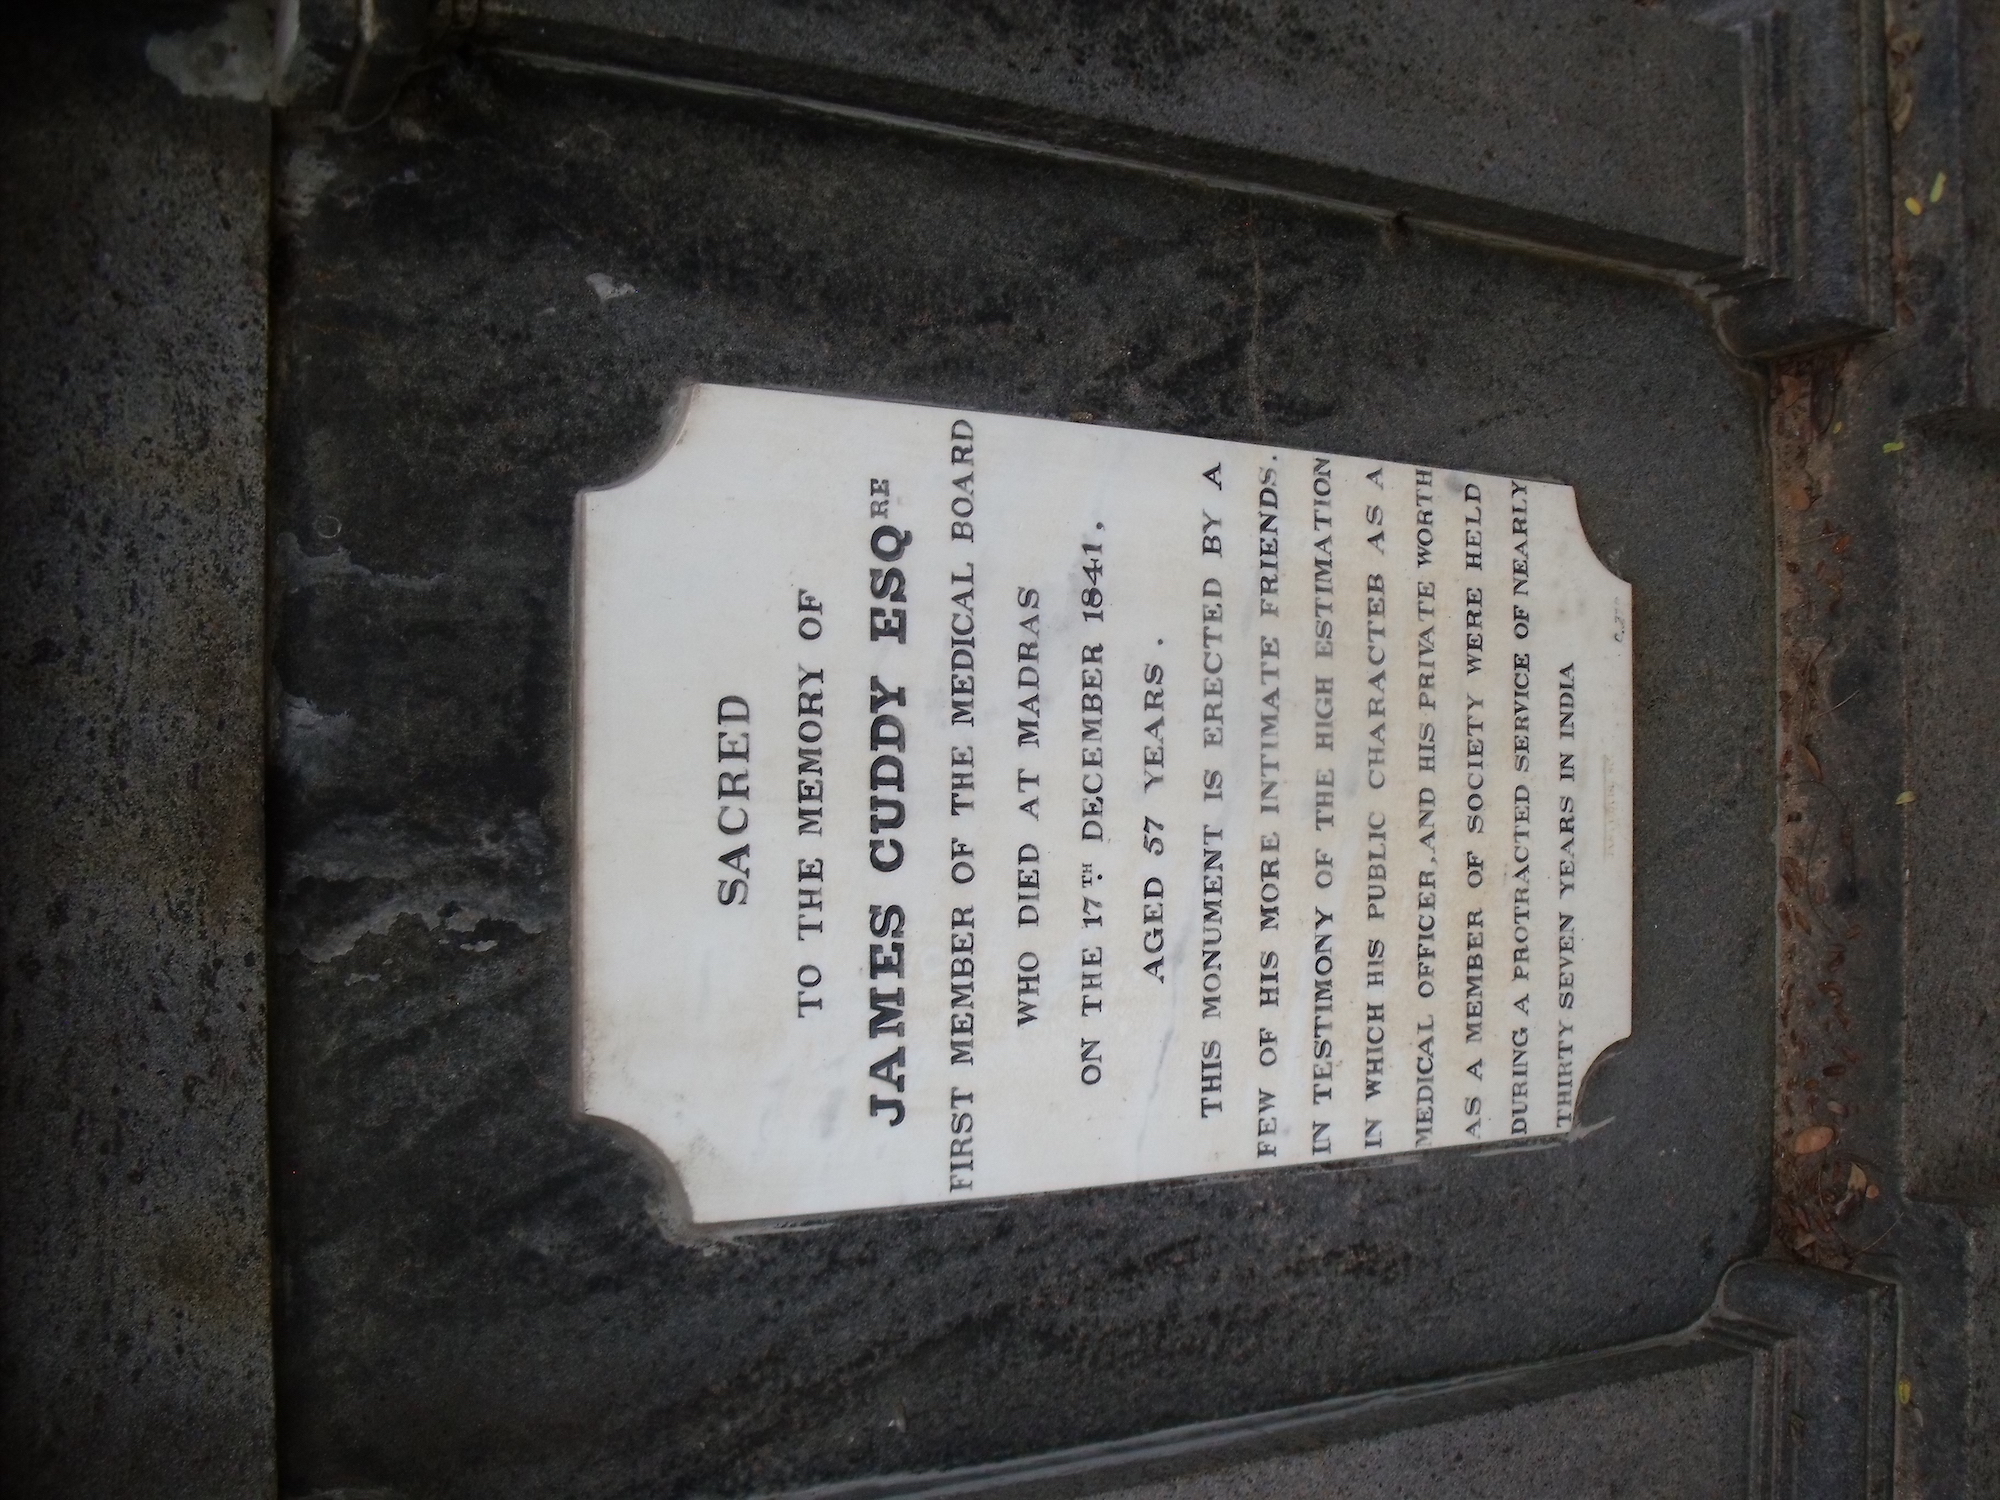 SACRED
TO THE MEMORY OF
JAMES CUDDY ESQRE
FIRST MEMBER OF THE MEDICAL BOARD
WHO DIED AT MADRAS
ON THE 17TH DECEMBER 1841,
AGED 57 YEARS.
THIS MONUMENT IS ERECTED BY A
FEW OF HIS MORE INTIMATE FRIENDS.
IN TESTIMONY OF THE HIGH ESTIMATION
IN WHICH HIS PUBLIC CHARACTER AS A
MEDICAL OFFICER, AND HIS PRIVATE WORTH
AS A MEMBER OF SOCIETY WERE HELD
DURING A PROTRACTED SERVICE OF NEARLY
THIRTY SEVEN YEARS IN INDIA